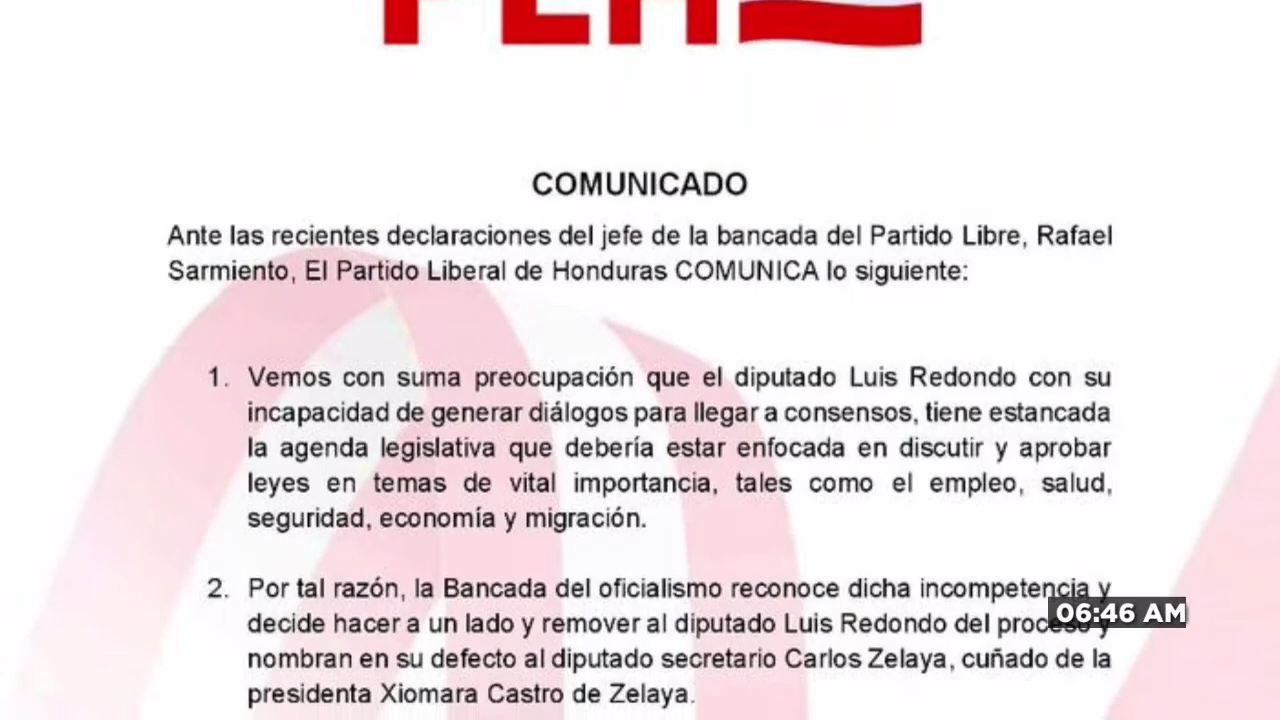 COMUNICADO
Ante las recientes declaraciones del jefe de la bancada del Partido Libre, Rafael
Sarmiento, El Partido Liberal de Honduras COMUNICA lo siguiente:
1. Vemos con suma preocupación que el diputado Luis Redondo con su
incapacidad de generar diálogos para llegar a consensos, tiene estancada
la agenda legislativa que debería estar enfocada en discutir y aprobar
leyes en temas de vital importancia, tales como el empleo, salud,
seguridad, economía y migración.
2. Por tal razón, la Bancada del oficialismo reconoce dicha incompetencia y
decide hacer a un lado y remover al diputado Luis Redondo del proceso y
06:46 AM
nombran en su defecto al diputado secretario Carlos Zelaya, cuñado de la
presidenta Xiomara Castro de Zelaya.